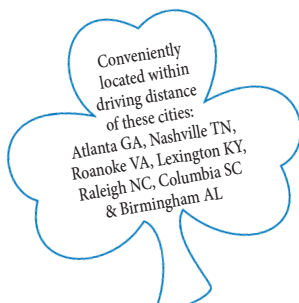 Conveniently
located within
driving distance
of these cities:
Atlanta GA, Nashville TN,
Roanoke VA, Lexington KY,
Raleigh NC, Columbia SC
& Birmingham AL